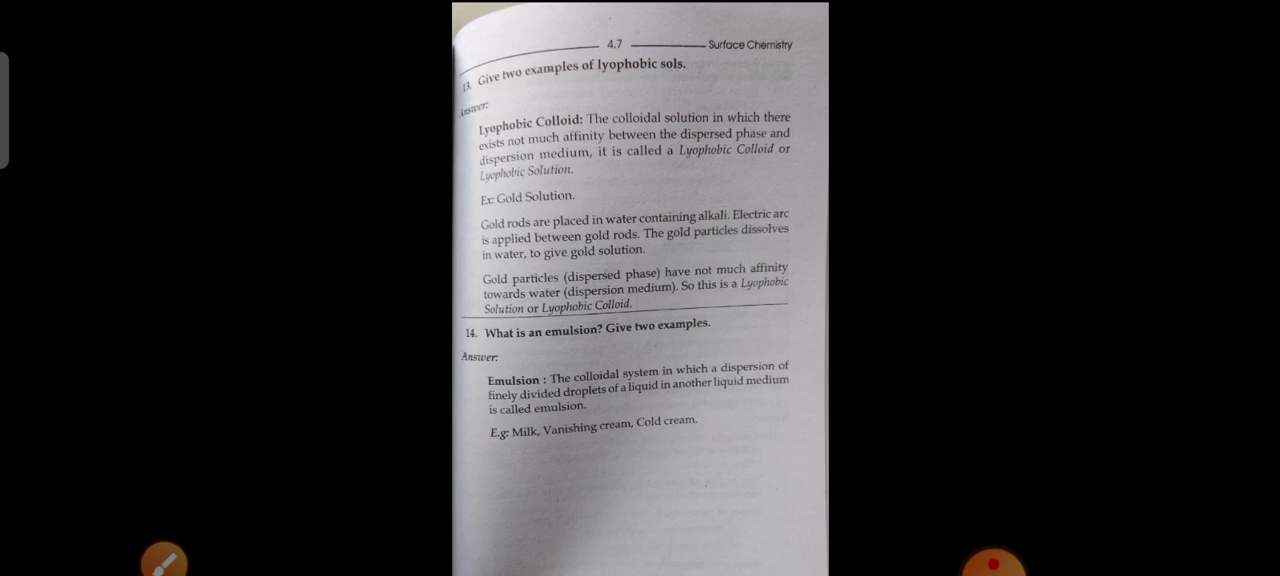 4.7 Surface Chemistry
13. Give two examples of lyophobic sols.
Answer:
Lyophobic Colloid: The colloidal solution in which there
exists not much affinity between the dispersed phase and
dispersion medium, it is called a Lyophobic Colloid or
Lyophobic Solution.
Ex: Gold Solution.
Gold rods are placed in water containing alkali. Electric arc
is applied between gold rods. The gold particles dissolves
in water, to give gold solution.
Gold particles (dispersed phase) have not much affinity
towards water (dispersion medium). So this is a Lyophobic
Solution or Lyophobic Colloid.
14. What is an emulsion? Give two examples.
Answer:
Emulsion : The colloidal system in which a dispersion of
finely divided droplets of a liquid in another liquid medium
is called emulsion.
E.g: Milk, Vanishing cream, Cold cream.